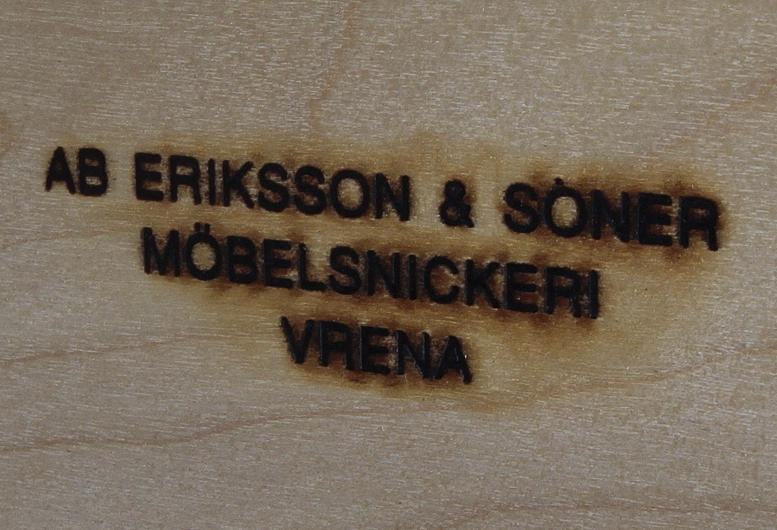 AB ERIKSSON & SÖNER
MÖBELSNICKERI
VRENA